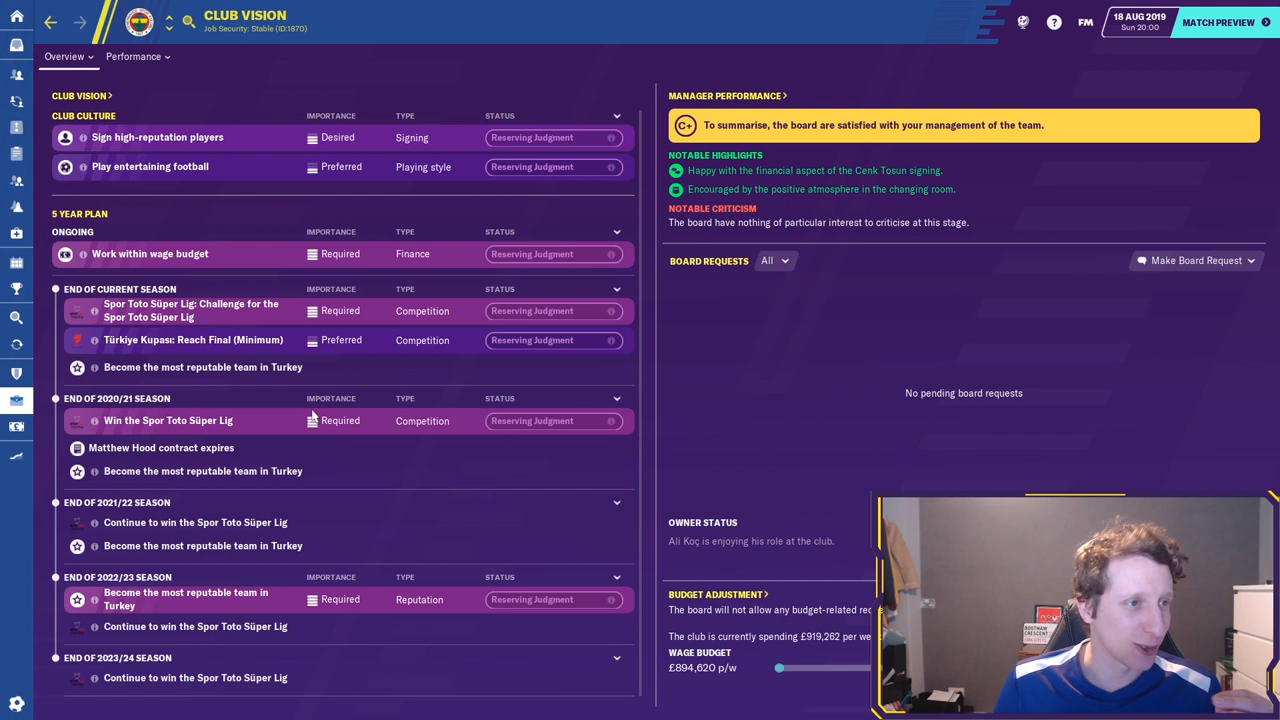 CLUB VISION
Job Security: Stable (ID:1870)
FM
18 AUG 2019
Sun 20:00
MATCH PREVIEW
Overview
Performance
CLUB VISION >
CLUB CULTURE IMPORTANCE TYPE STATUS
Sign high-reputation players Desired Signing Reserving Judgment
Play entertaining football Preferred Playing style Reserving Judgment
5 YEAR PLAN
ONGOING IMPORTANCE TYPE STATUS
Work within wage budget Required Finance Reserving Judgment
END OF CURRENT SEASON IMPORTANCE TYPE STATUS
Spor Toto Süper Lig: Challenge for the
Spor Toto Süper Lig Required Competition Reserving Judgment
Türkiye Kupası: Reach Final (Minimum) Preferred Competition Reserving Judgment
Become the most reputable team in Turkey
END OF 2020/21 SEASON IMPORTANCE TYPE STATUS
Win the Spor Toto Süper Lig Required Competition Reserving Judgment
Matthew Hood contract expires
Become the most reputable team in Turkey
END OF 2021/22 SEASON
Continue to win the Spor Toto Süper Lig
Become the most reputable team in Turkey
END OF 2022/23 SEASON IMPORTANCE TYPE STATUS
Become the most reputable team in
Turkey Required Reputation Reserving Judgment
Continue to win the Spor Toto Süper Lig
END OF 2023/24 SEASON
Continue to win the Spor Toto Süper Lig
MANAGER PERFORMANCE >
C+ To summarise, the board are satisfied with your management of the team.
NOTABLE HIGHLIGHTS
Happy with the financial aspect of the Cenk Tosun signing.
Encouraged by the positive atmosphere in the changing room.
NOTABLE CRITICISM
The board have nothing of particular interest to criticise at this stage.
BOARD REQUESTS All Make Board Request
No pending board requests
OWNER STATUS
Ali Koç is enjoying his role at the club.
BUDGET ADJUSTMENT >
The board will not allow any budget-related
The club is currently spending £919,262 per
WAGE BUDGET
£894,620 p/w
BOOTHAM
CRESCENT